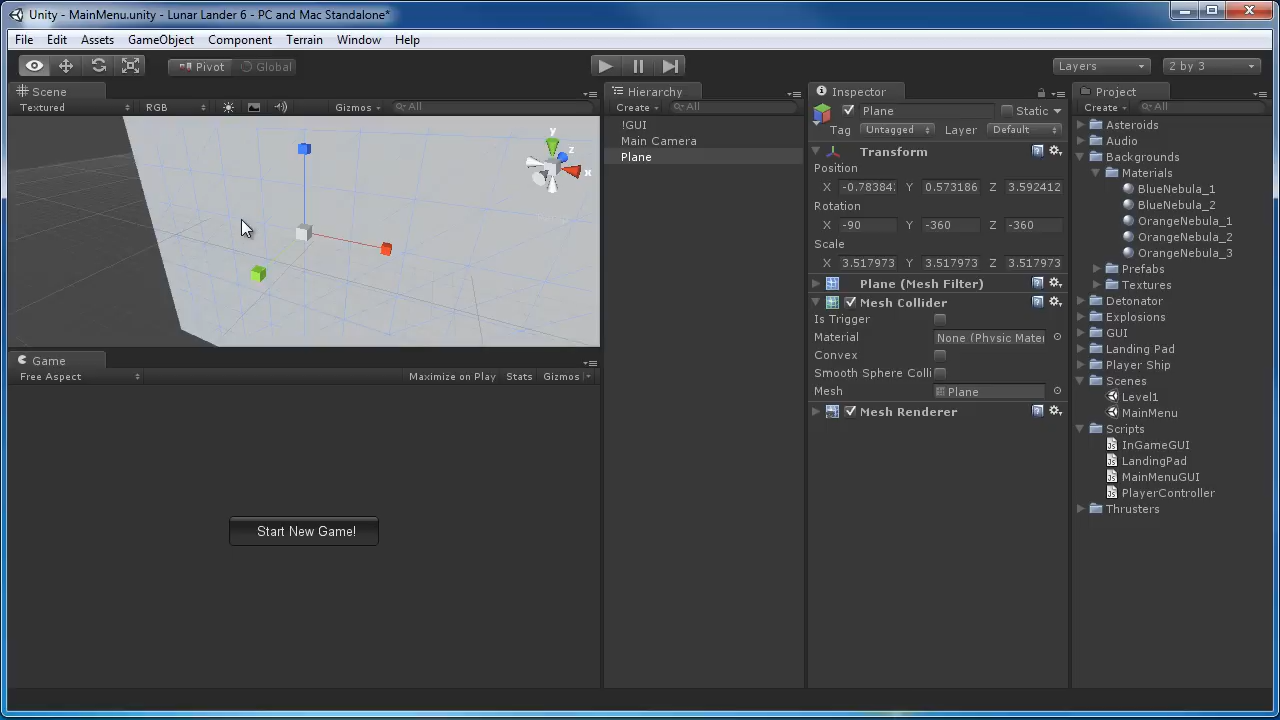 Unity - MainMenu.unity - Lunar Lander 6 - PC and Mac Standalone*
File Edit Assets GameObject Component Terrain Window Help
Pivot Global Layers 2 by 3
Scene
Textured RGB Gizmos All
y
z
x
Game
Free Aspect Maximize on Play Stats Gizmos
Start New Game!
Hierarchy
Create All
!GUI
Main Camera
Plane
Inspector
Plane Static
Tag Untagged Layer Default
Transform
Position
X -0.78384 Y 0.573186 Z 3.592412
Rotation
X -90 Y -360 Z -360
Scale
X 3.517973 Y 3.517973 Z 3.517973
Plane (Mesh Filter)
Mesh Collider
Is Trigger
Material None (Physic Mater
Convex
Smooth Sphere Colli
Mesh Plane
Mesh Renderer
Project
Create All
Asteroids
Audio
Backgrounds
Materials
BlueNebula_1
BlueNebula_2
OrangeNebula_1
OrangeNebula_2
OrangeNebula_3
Prefabs
Textures
Detonator
Explosions
GUI
Landing Pad
Player Ship
Scenes
Level1
MainMenu
Scripts
InGameGUI
LandingPad
MainMenuGUI
PlayerController
Thrusters